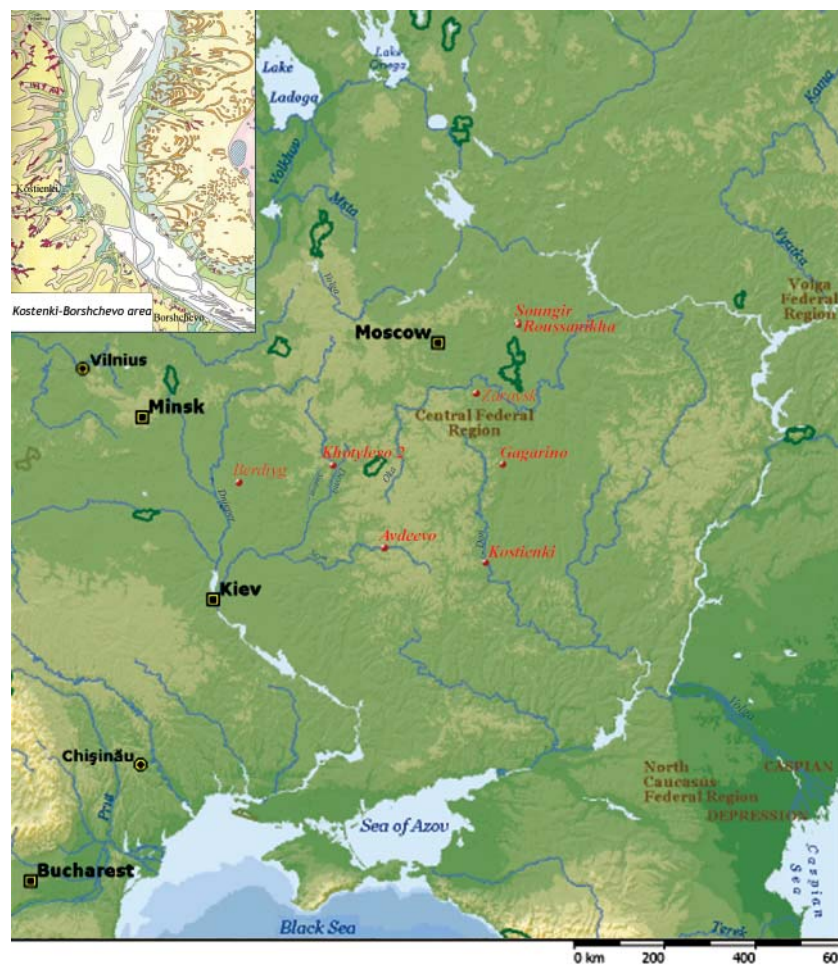 Kostienki
Kostenki-Borshchevo area
Borshchevo
Lake
Onega
Lake
Ladoga
Kama
Volkhov
Msta
Vyatka
Volga
Volga
Federal
Region
Soungir
Roussanikha
Moscow
Vilnius
Minsk
Zaraysk
Central Federal
Region
Khotylevo 2
Gagarino
Berdyg
Oka
Dnieper
Avdeevo
Don
Kostienki
Kiev
Volga
Chişinău
North
Caucasus
Federal Region
CASPIAN
DEPRESSION
Prut
Sea of Azov
Bucharest
Caspian
Sea
Black Sea
Terek
0 km 200 400 60